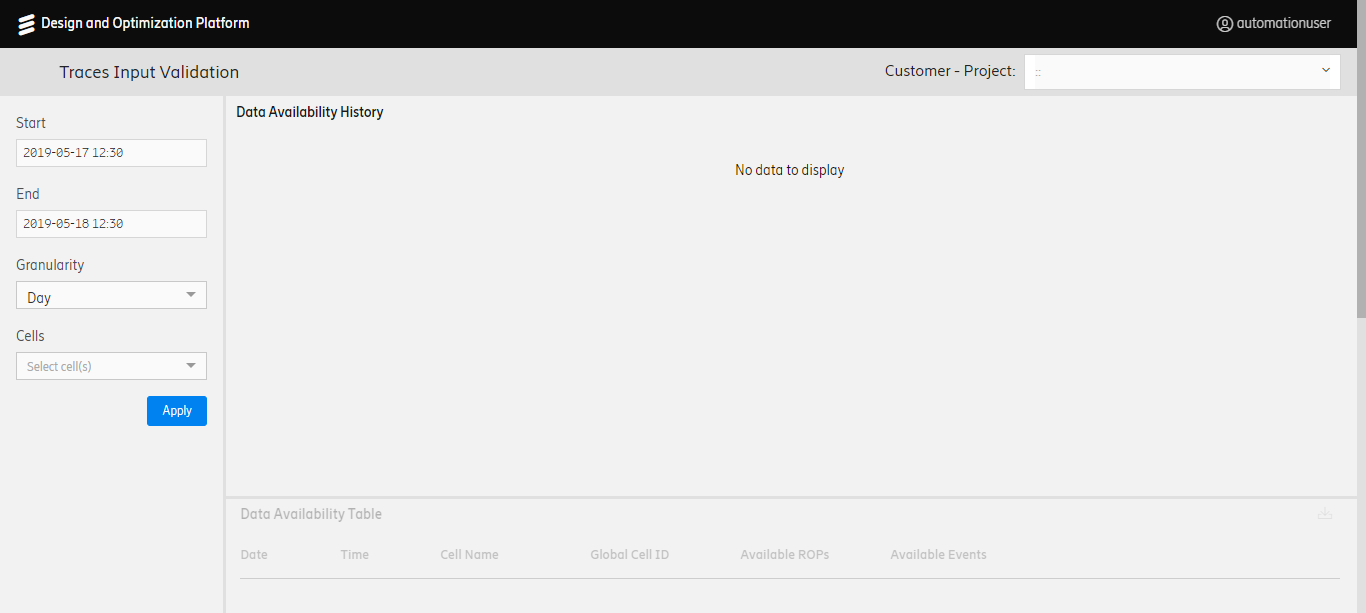 Design and Optimization Platform
automationuser
Traces Input Validation
Customer - Project:
::
Start
2019-05-17 12:30
End
2019-05-18 12:30
Granularity
Day
Cells
Select cell(s)
Apply
Data Availability History
No data to display
Data Availability Table
Date Time Cell Name Global Cell ID Available ROPs Available Events